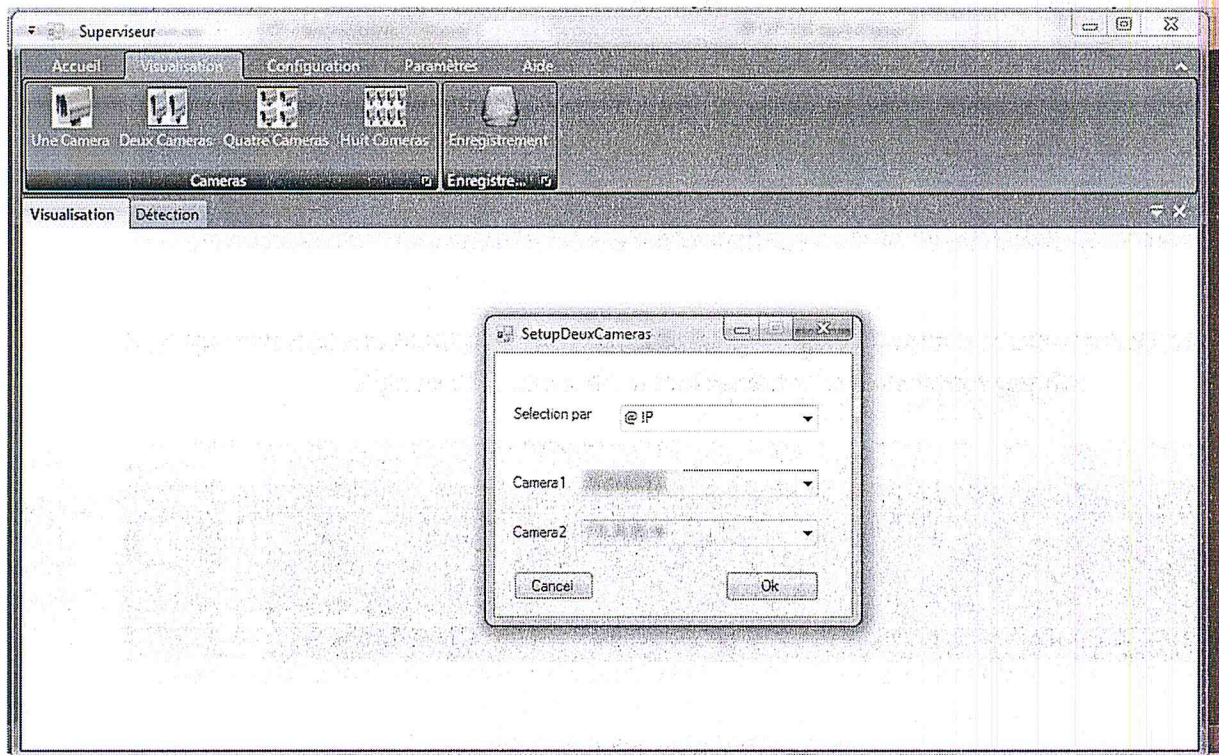 Superviseur
Accueil Visualisation Configuration Paramètres Aide
Une Camera Deux Cameras Quatre Cameras Huit Cameras Enregistrement
Cameras Enregistre...
Visualisation Détection
SetupDeuxCameras
Selection par @ IP
Camera1
Camera2
Cancel Ok